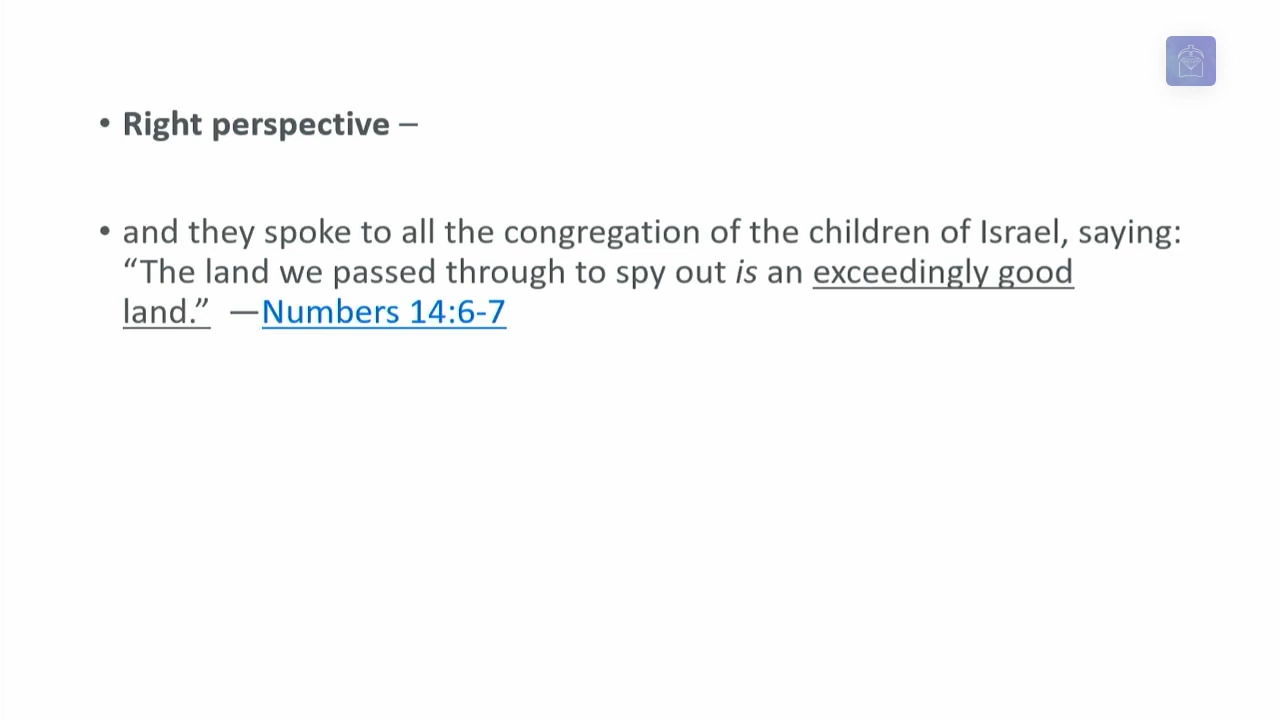 • Right perspective –
• and they spoke to all the congregation of the children of Israel, saying:
“The land we passed through to spy out is an exceedingly good
land.” —Numbers 14:6-7